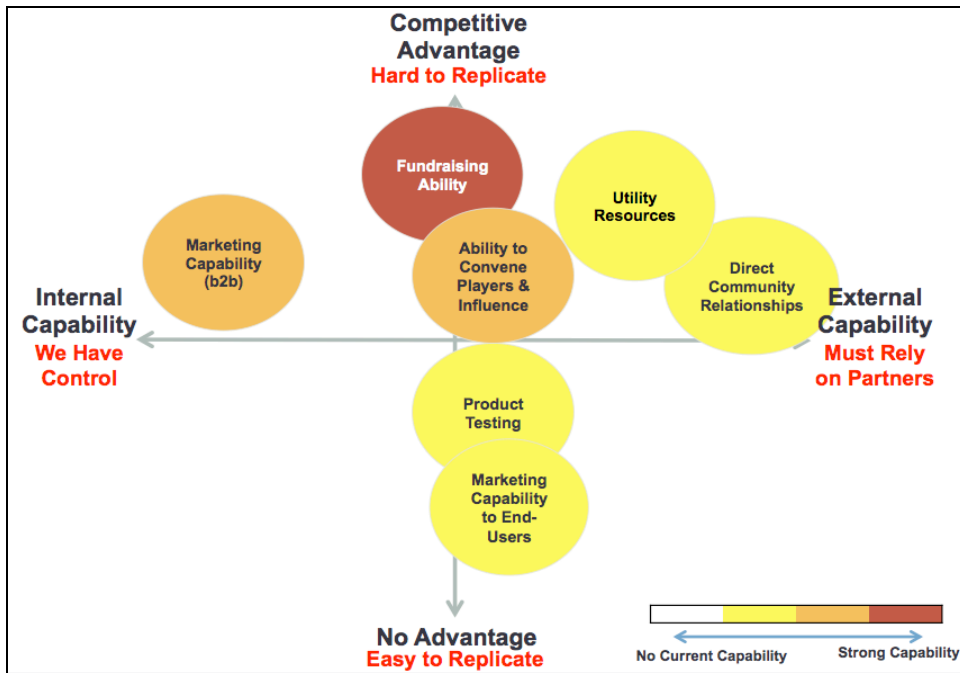 Competitive
Advantage
Hard to Replicate
Fundraising
Ability
Utility
Resources
Marketing
Capability
(b2b)
Ability to
Convene
Players &
Influence
Direct
Community
Relationships
Internal
Capability
We Have
Control
External
Capability
Must Rely
on Partners
Product
Testing
Marketing
Capability
to End-
Users
No Advantage
Easy to Replicate
No Current Capability
Strong Capability